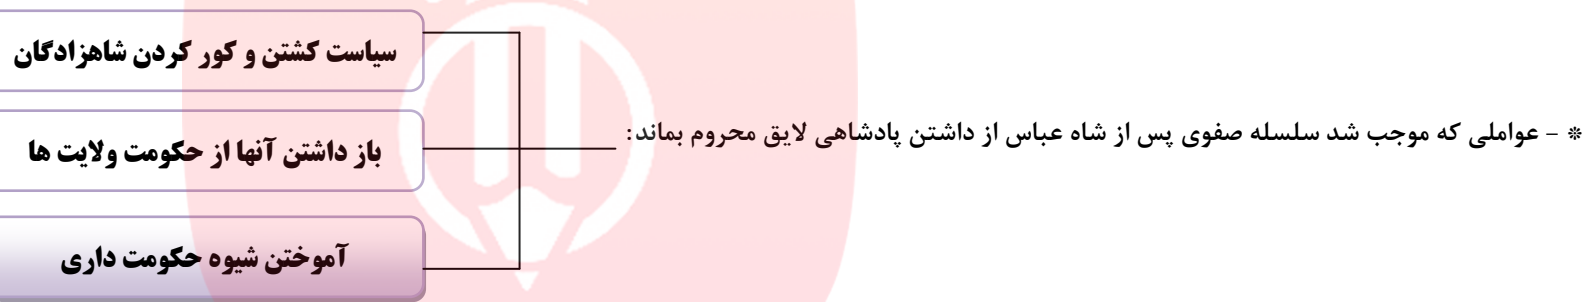 * - عواملی که موجب شد سلسله صفوی پس از شاه عباس از داشتن پادشاهی لایق محروم بماند:
سیاست کشتن و کور کردن شاهزادگان
باز داشتن آنها از حکومت ولایت ها
آموختن شیوه حکومت داری